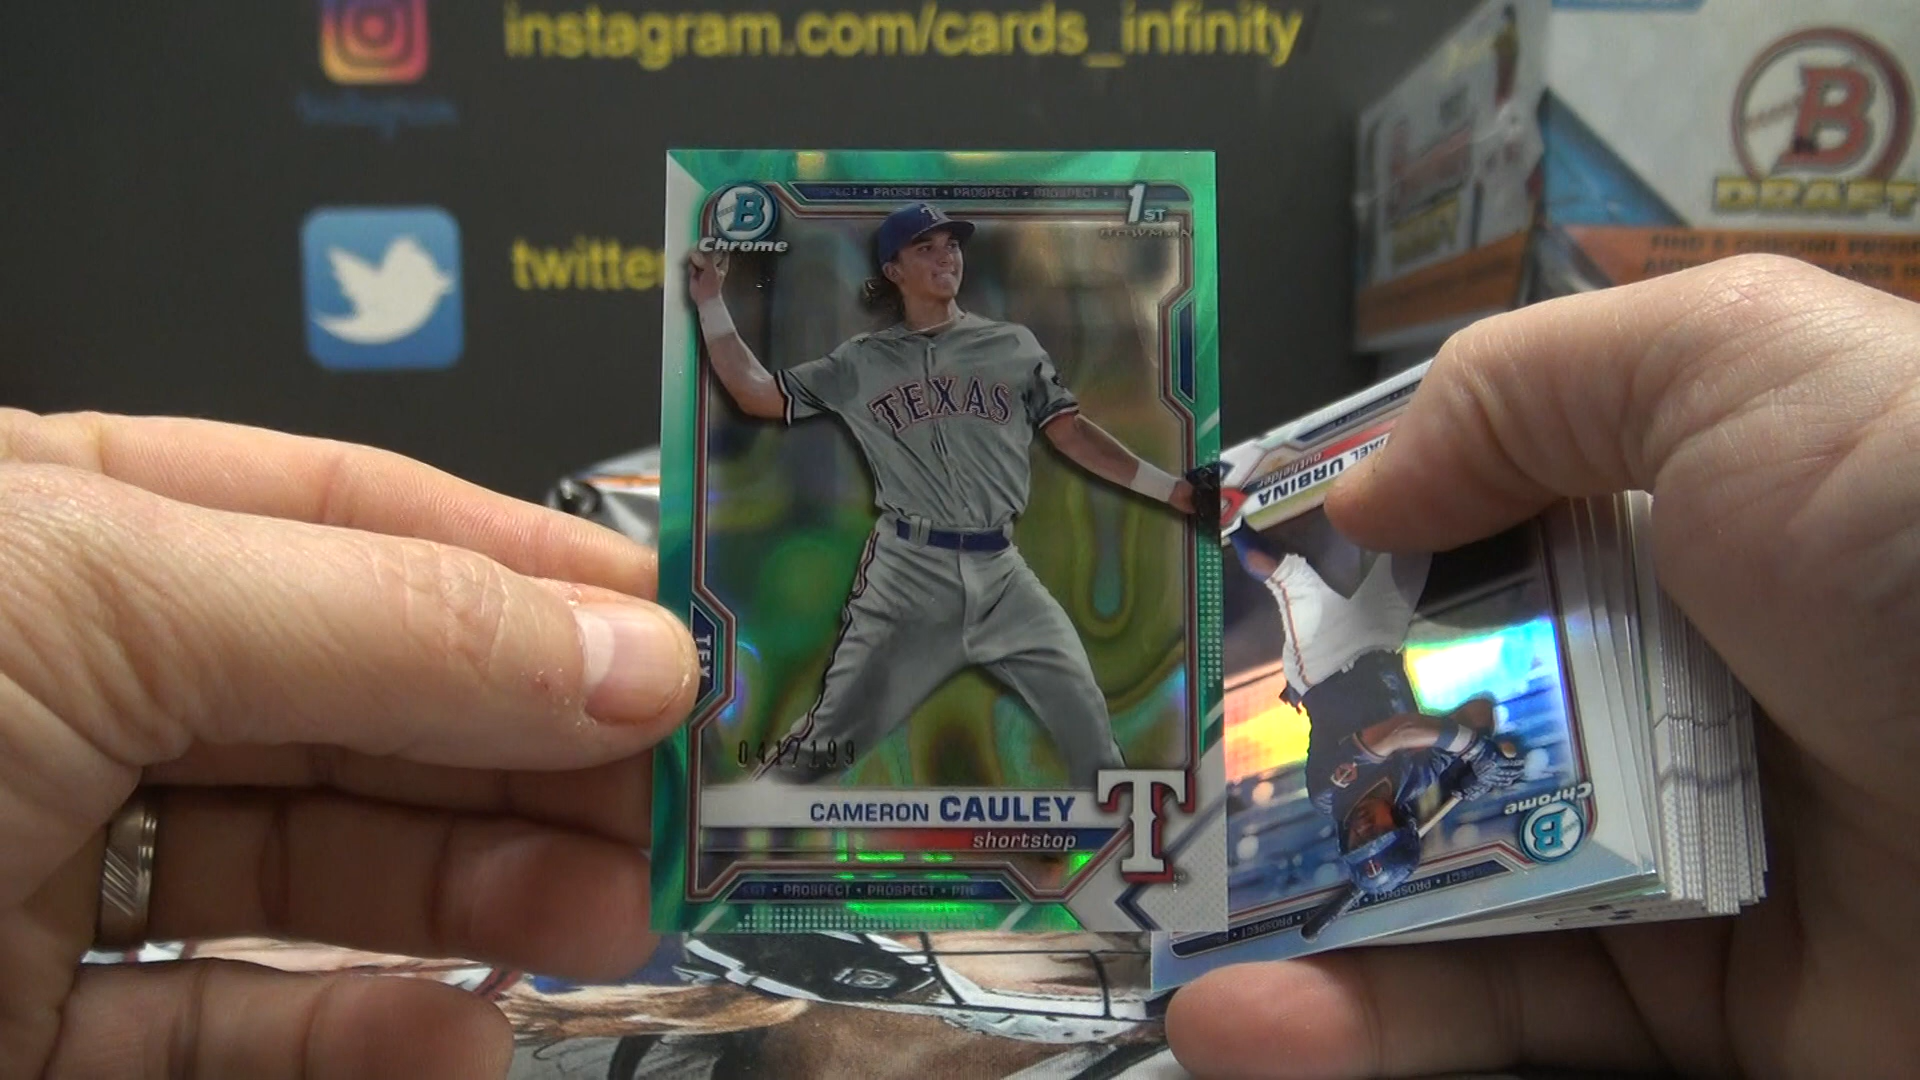 instagram.com/cards_infinity
Instagram
twitte
B
DRAFT
B
Chrome
PROSPECT • PROSPECT • PROSPECT
1ST
BOWMAN
T
TEXAS
TEX
041/199
CAMERON CAULEY
shortstop
T
• PROSPECT • PROSPECT •
URBINA
outfielder
B
Chrome
PROSPECT • PROSPECT